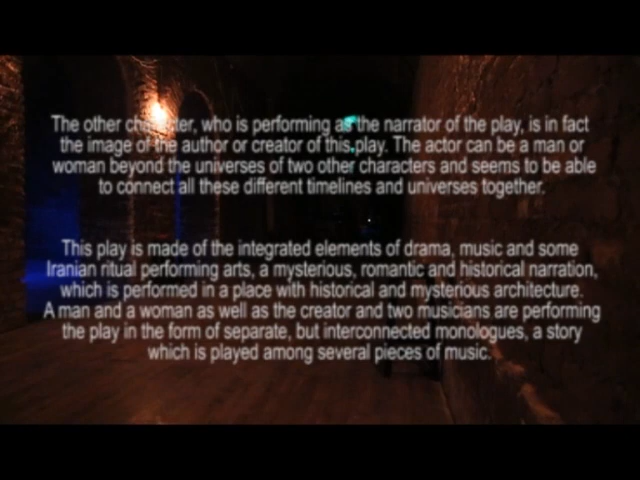 The other character, who is performing as the narrator of the play, is in fact
the image of the author or creator of this play. The actor can be a man or
woman beyond the universes of two other characters and seems to be able
to connect all these different timelines and universes together.
This play is made of the integrated elements of drama, music and some
Iranian ritual performing arts, a mysterious, romantic and historical narration,
which is performed in a place with historical and mysterious architecture.
A man and a woman as well as the creator and two musicians are performing
the play in the form of separate, but interconnected monologues, a story
which is played among several pieces of music.